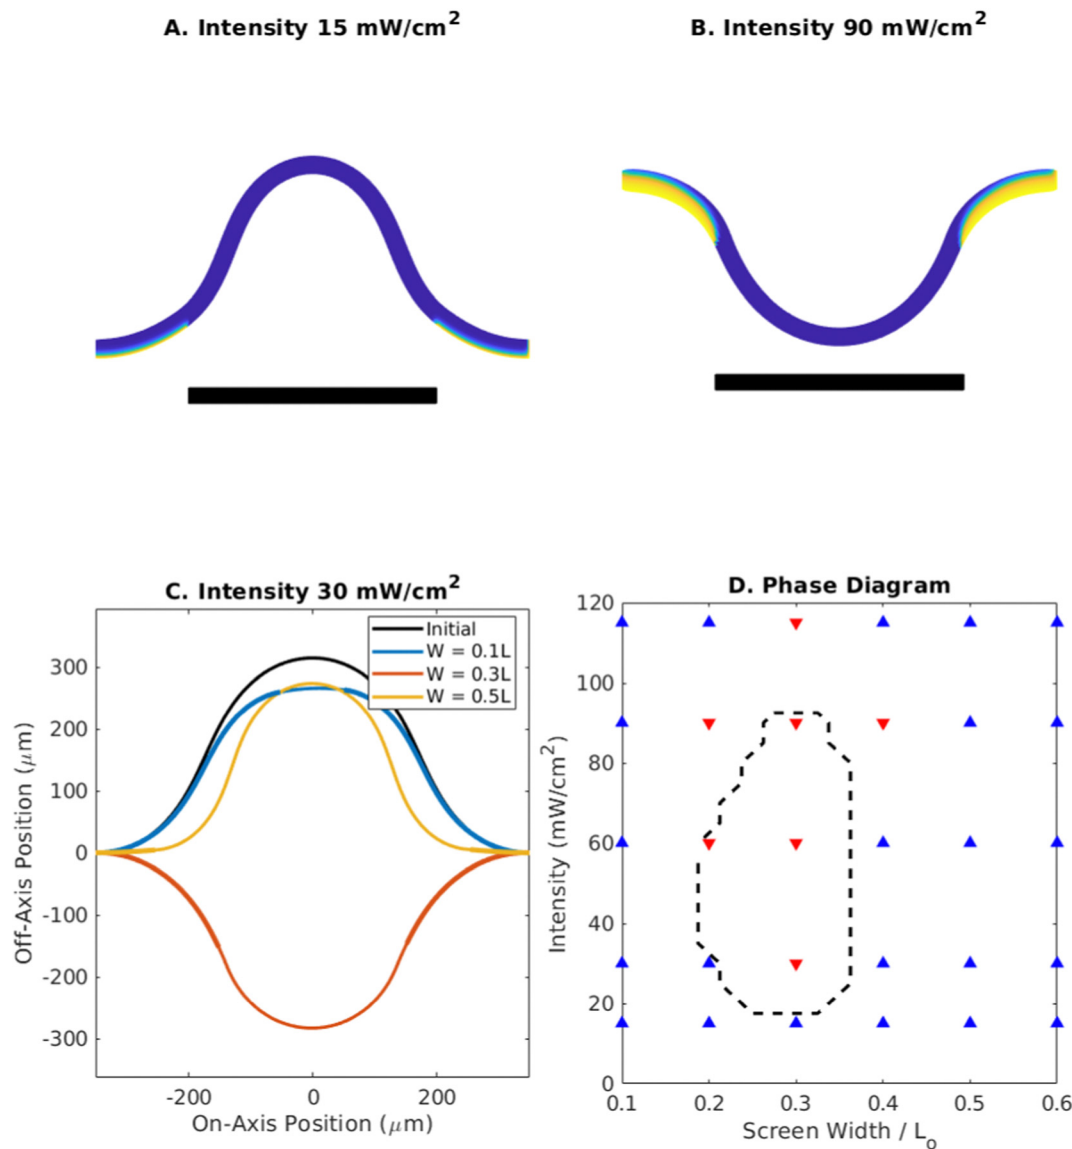 A. Intensity 15 mW/cm²
B. Intensity 90 mW/cm²
C. Intensity 30 mW/cm²
Initial
W = 0.1L
W = 0.3L
W = 0.5L
300
200
100
0
-100
-200
-300
Off-Axis Position (μm)
-200
0
200
On-Axis Position (μm)
D. Phase Diagram
120
100
80
60
40
20
0
Intensity (mW/cm²)
0.1
0.2
0.3
0.4
0.5
0.6
Screen Width / Lₒ